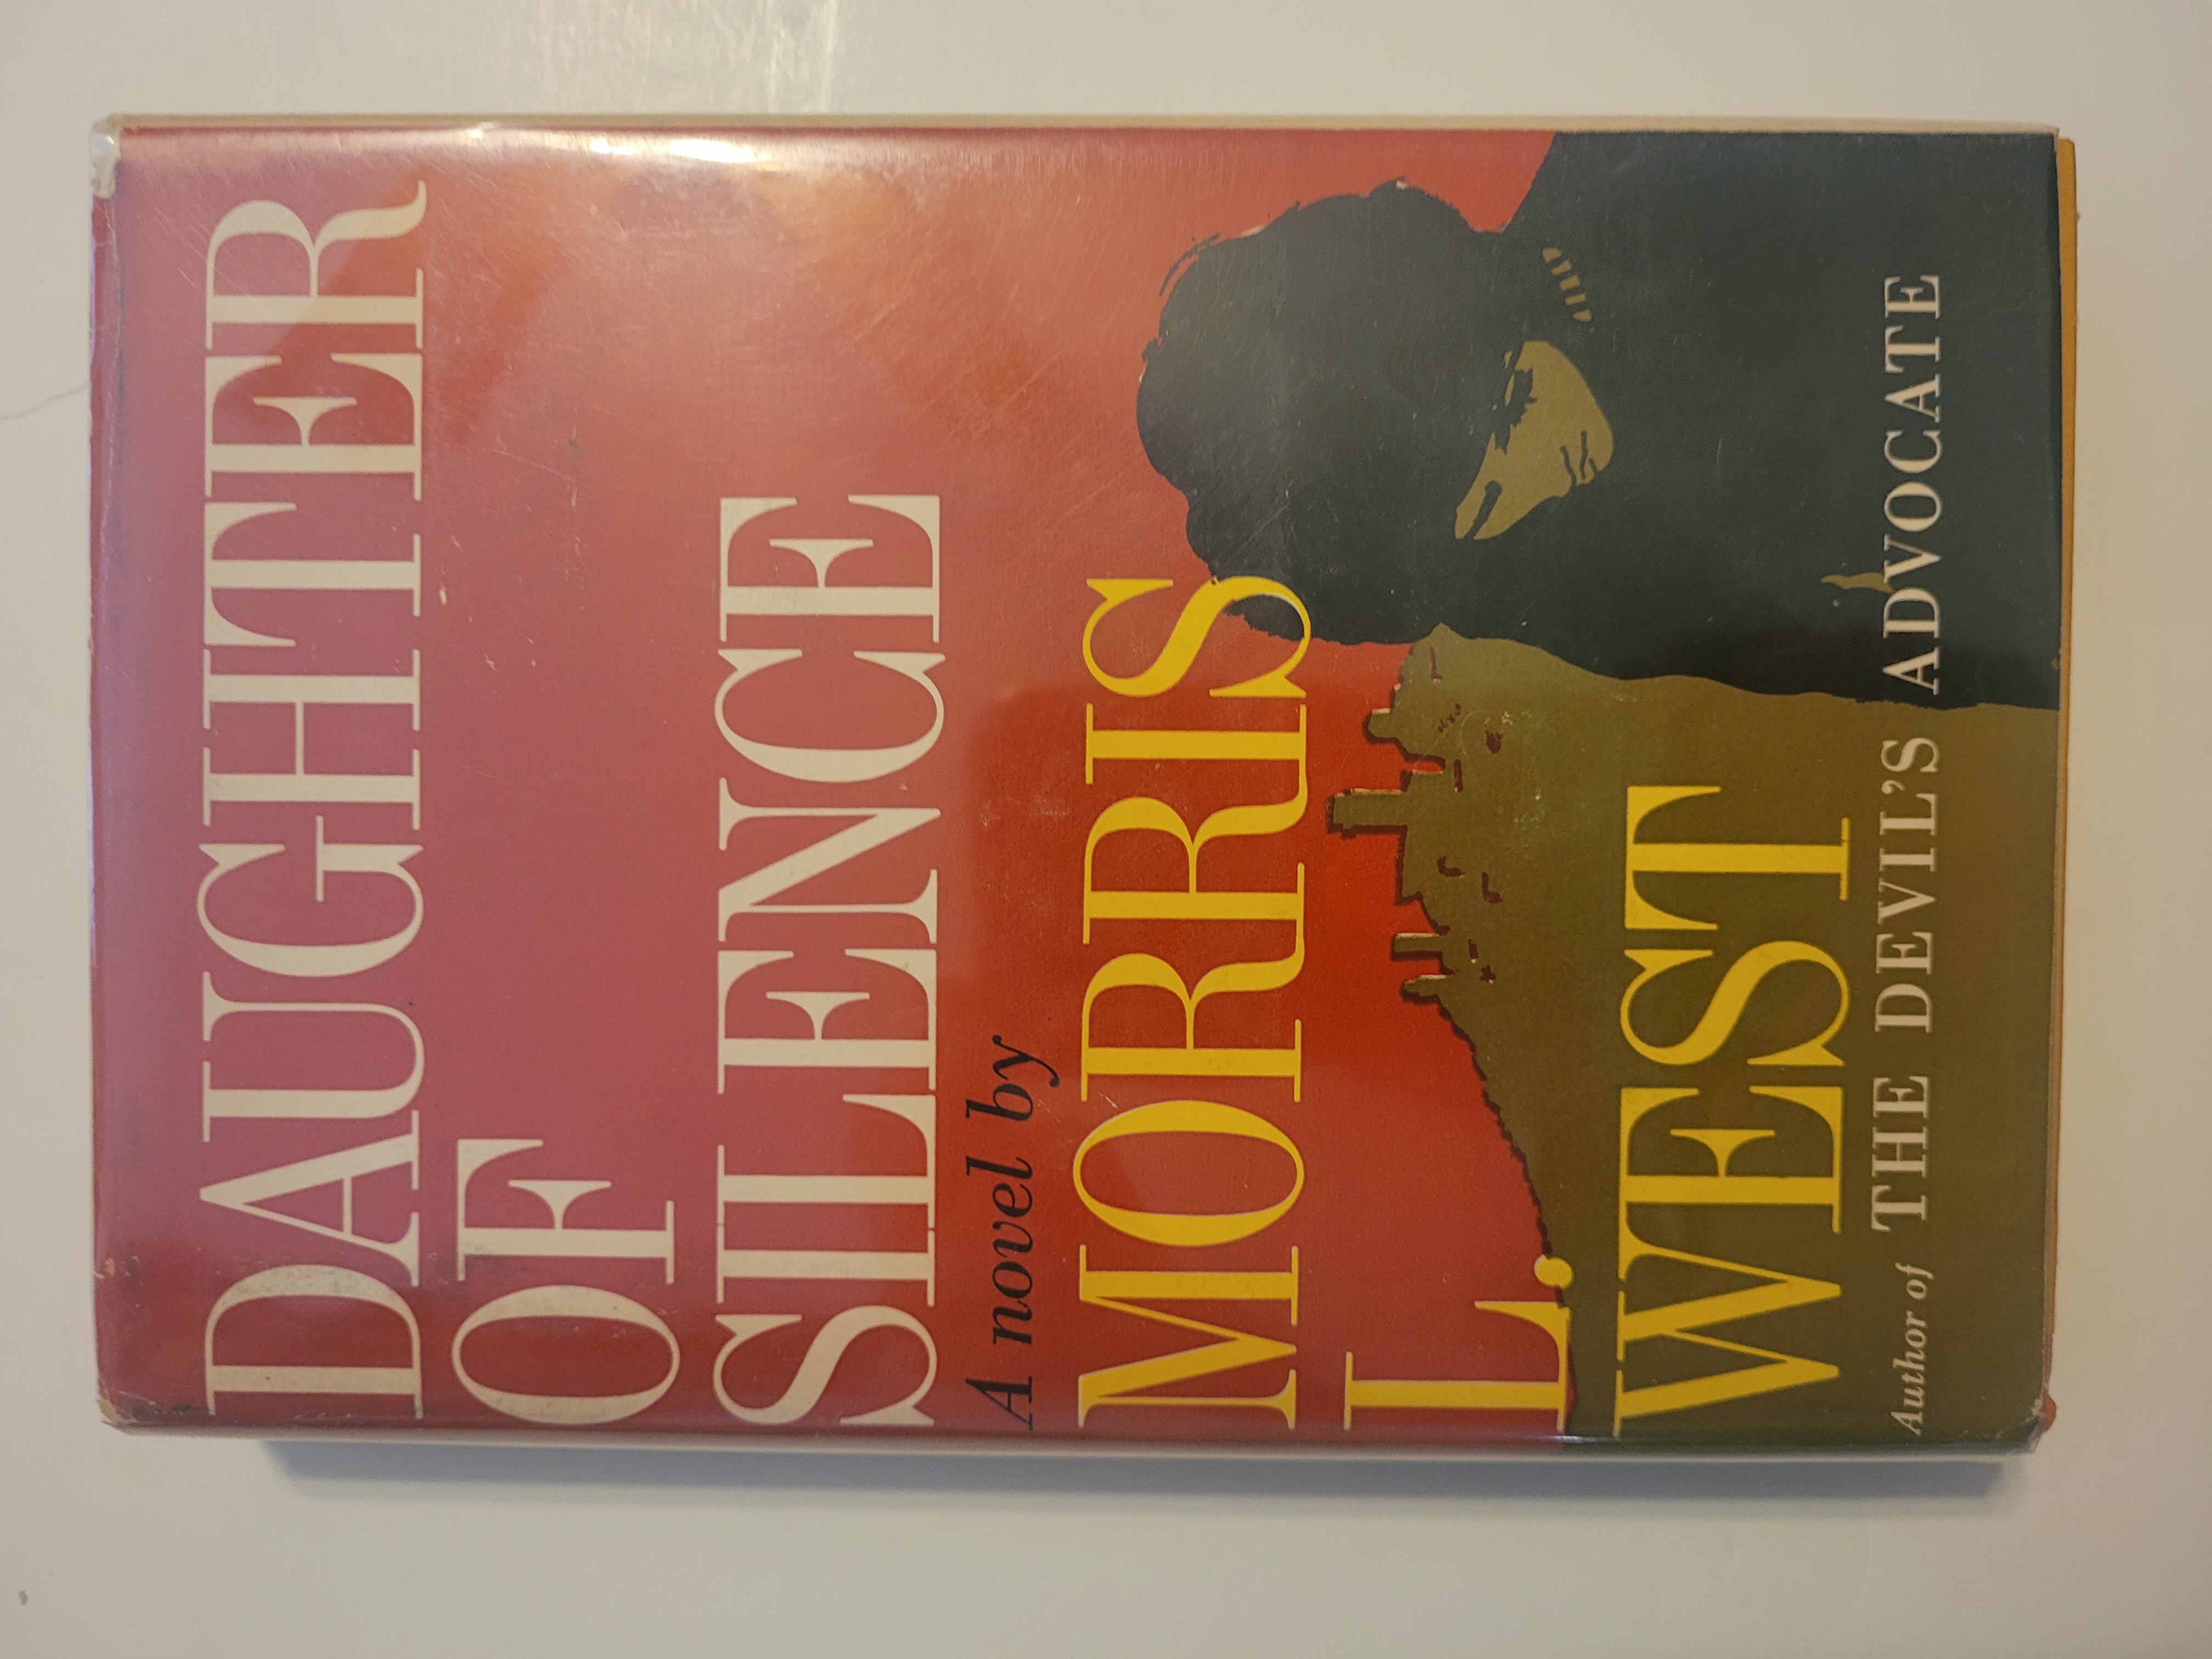 DAUGHTER
OF
SILENCE
A novel by
MORRIS
L.
WEST
Author of THE DEVIL'S ADVOCATE